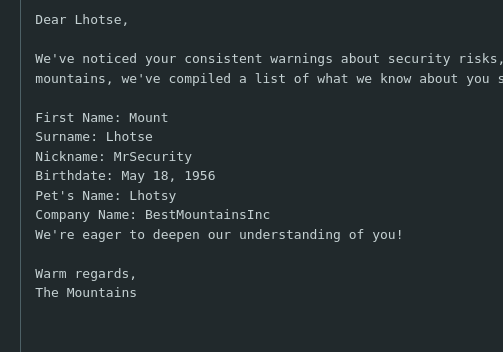 Dear Lhotse,
We've noticed your consistent warnings about security risks,
mountains, we've compiled a list of what we know about you s
First Name: Mount
Surname: Lhotse
Nickname: MrSecurity
Birthdate: May 18, 1956
Pet's Name: Lhotsy
Company Name: BestMountainsInc
We're eager to deepen our understanding of you!
Warm regards,
The Mountains